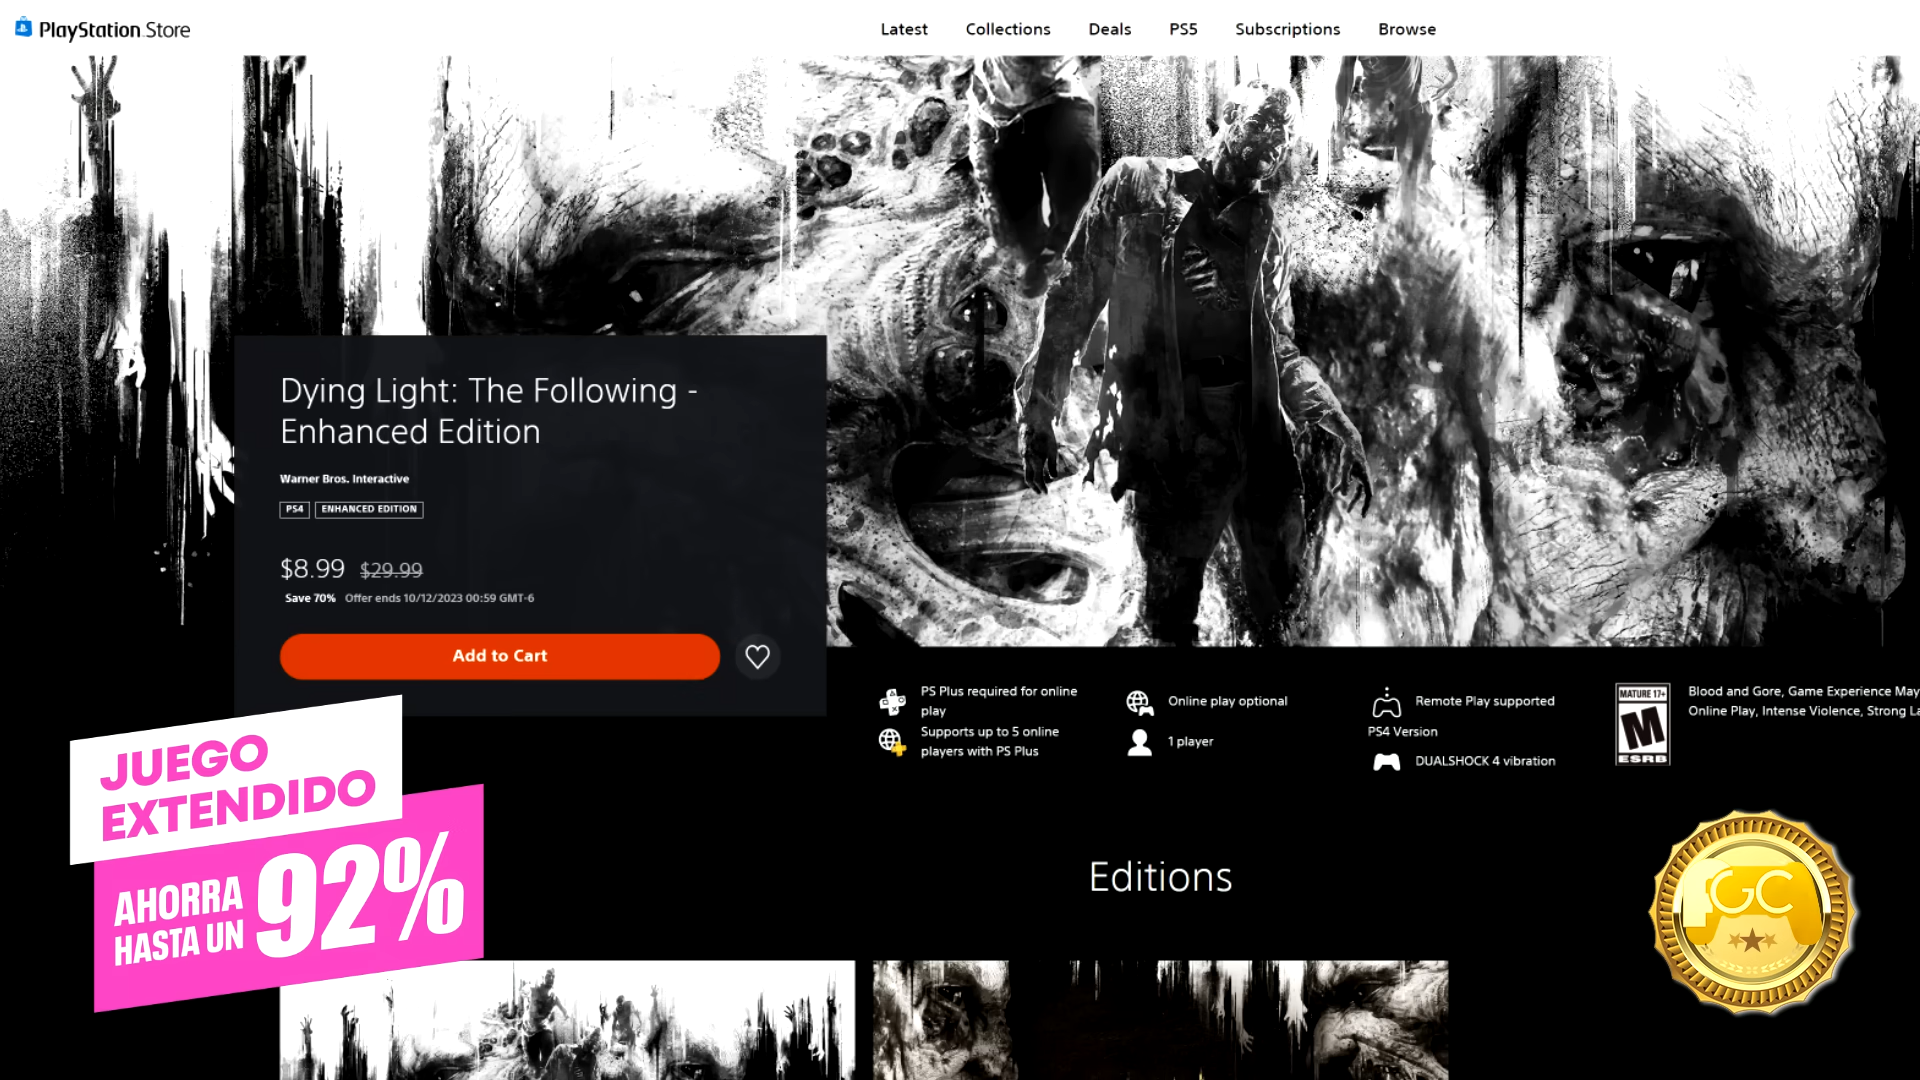 PlayStation Store
Latest
Collections
Deals
PS5
Subscriptions
Browse
Dying Light: The Following -
Enhanced Edition
Warner Bros. Interactive
PS4
ENHANCED EDITION
$8.99 $29.99
Save 70% Offer ends 10/12/2023 00:59 GMT-6
Add to Cart
PS Plus required for online
play
Supports up to 5 online
players with PS Plus
Online play optional
1 player
Remote Play supported
PS4 Version
DUALSHOCK 4 vibration
MATURE 17+
M
ESRB
Blood and Gore, Game Experience May
Online Play, Intense Violence, Strong La
JUEGO
EXTENDIDO
AHORRA
HASTA UN
92%
Editions
GC